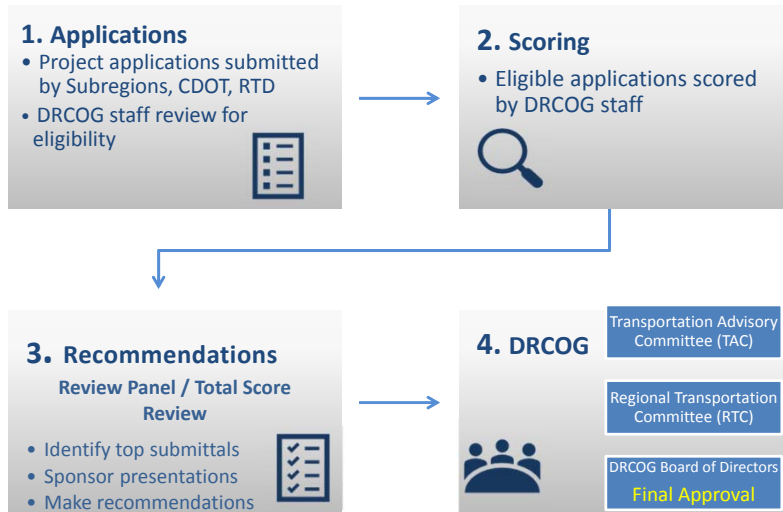 1. Applications
• Project applications submitted
by Subregions, CDOT, RTD
• DRCOG staff review for
eligibility
2. Scoring
• Eligible applications scored
by DRCOG staff
3. Recommendations
Review Panel / Total Score
Review
• Identify top submittals
• Sponsor presentations
• Make recommendations
4. DRCOG
Transportation Advisory
Committee (TAC)
Regional Transportation
Committee (RTC)
DRCOG Board of Directors
Final Approval